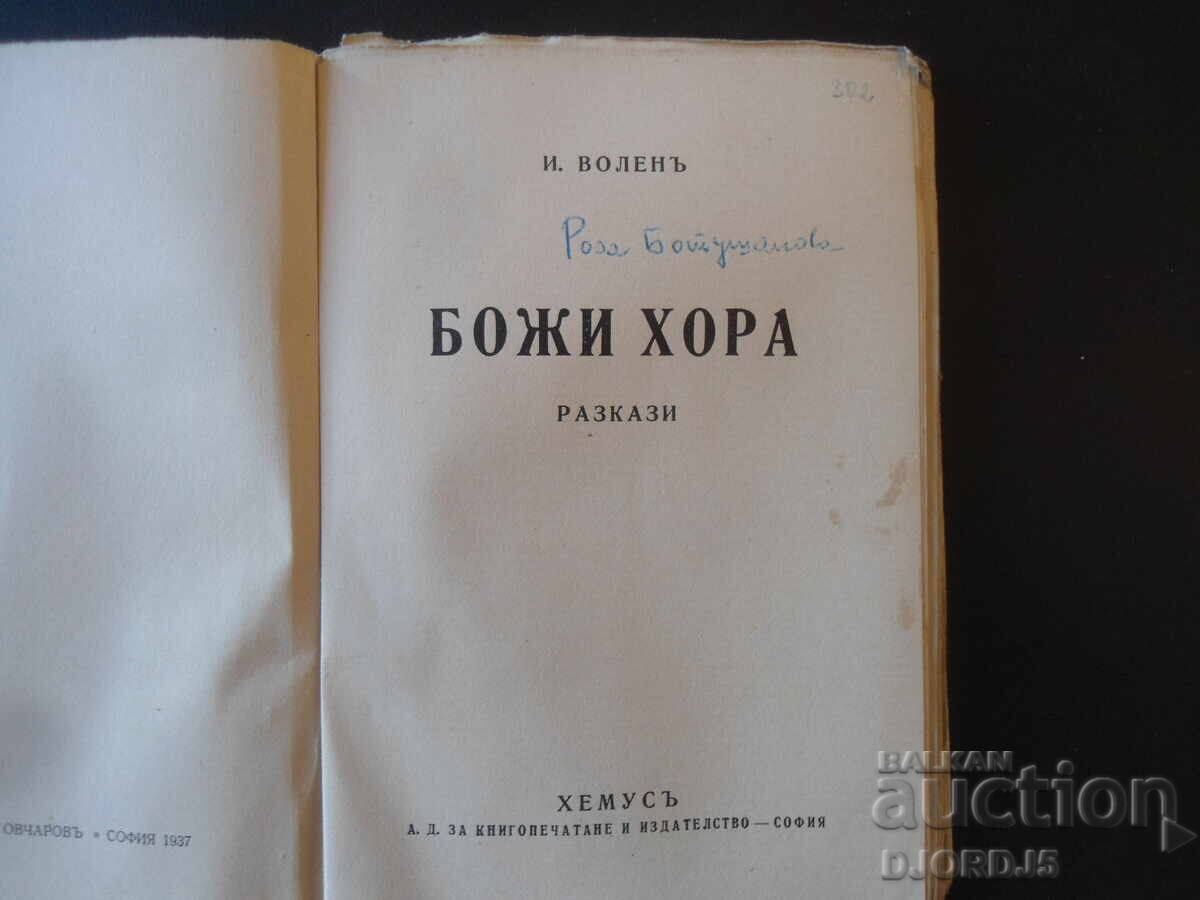 302
И. ВОЛЕНЪ
Роза Ботушанова
БОЖИ ХОРА
РАЗКАЗИ
ХЕМУСЪ
А. Д. ЗА КНИГОПЕЧАТАНЕ И ИЗДАТЕЛСТВО — СОФИЯ
ОВЧАРОВЪ * СОФИЯ 1937
BALKAN
auction
DJORDJ5